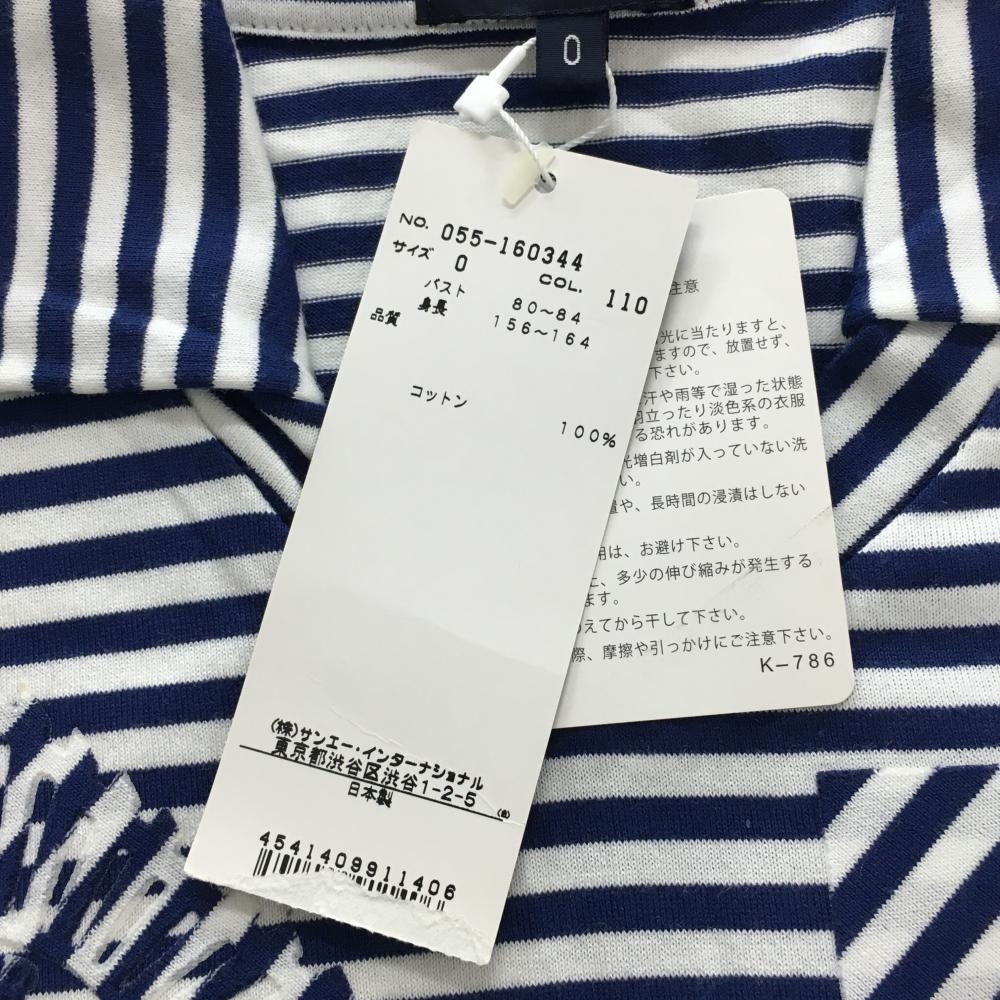 0
NO. 055-160344
サイズ 0 COL. 110
バスト 80～84
身長 156～164
品質
コットン
100%
(株)サンエー・インターナショナル
東京都渋谷区渋谷1-2-5
日本製 (B)
4541409911406
注意
光に当たりますと、
ますので、放置せず、
下さい。
汗や雨等で湿った状態
立ったり淡色系の衣服
る恐れがあります。
光増白剤が入っていない洗
い。
置や、長時間の浸漬はしない
用は、お避け下さい。
に、多少の伸び縮みが発生する
ます。
えてから干して下さい。
際、摩擦や引っかけにご注意下さい。
K-786